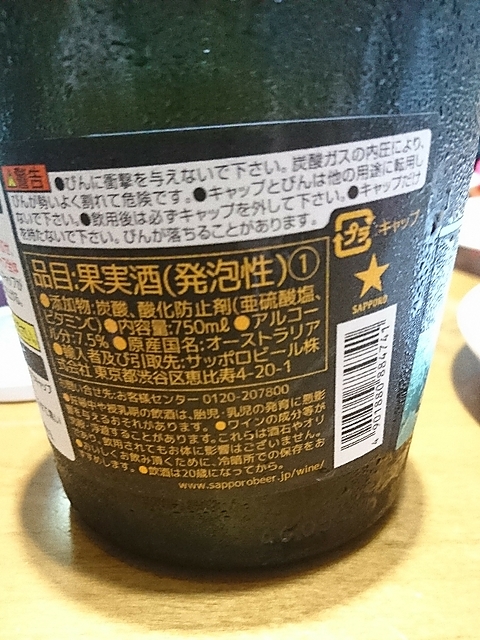 警告 ●びんに衝撃を与えないで下さい。炭酸ガスの内圧により、
びんが勢いよく割れて危険です。●キャップとびんは他の用途に転用し
ないで下さい。●飲用後は必ずキャップを外して下さい。●キャップだけ
を持たないで下さい。びんが落ちることがあります。
プラ キャップ
品目:果実酒(発泡性)①
●添加物:炭酸、酸化防止剤(亜硫酸塩、
ビタミンC)●内容量:750mℓ●アルコー
ル分:7.5%●原産国名:オーストラリア
●輸入者及び引取先:サッポロビール株
式会社 東京都渋谷区恵比寿4-20-1
SAPPORO
4901880884741
お問い合せ先:お客様センター 0120-207800
●妊娠中や授乳期の飲酒は、胎児・乳児の発育に悪影
響を与えるおそれがあります。●ワインの成分等が
沈殿、浮遊することがあります。これらは酒石やオリ
であり、飲用されてもお体に影響はございません。
●おいしくお飲み頂くために、冷暗所での保存をお
すすめします。●飲酒は20歳になってから。
www.sapporobeer.jp/wine/